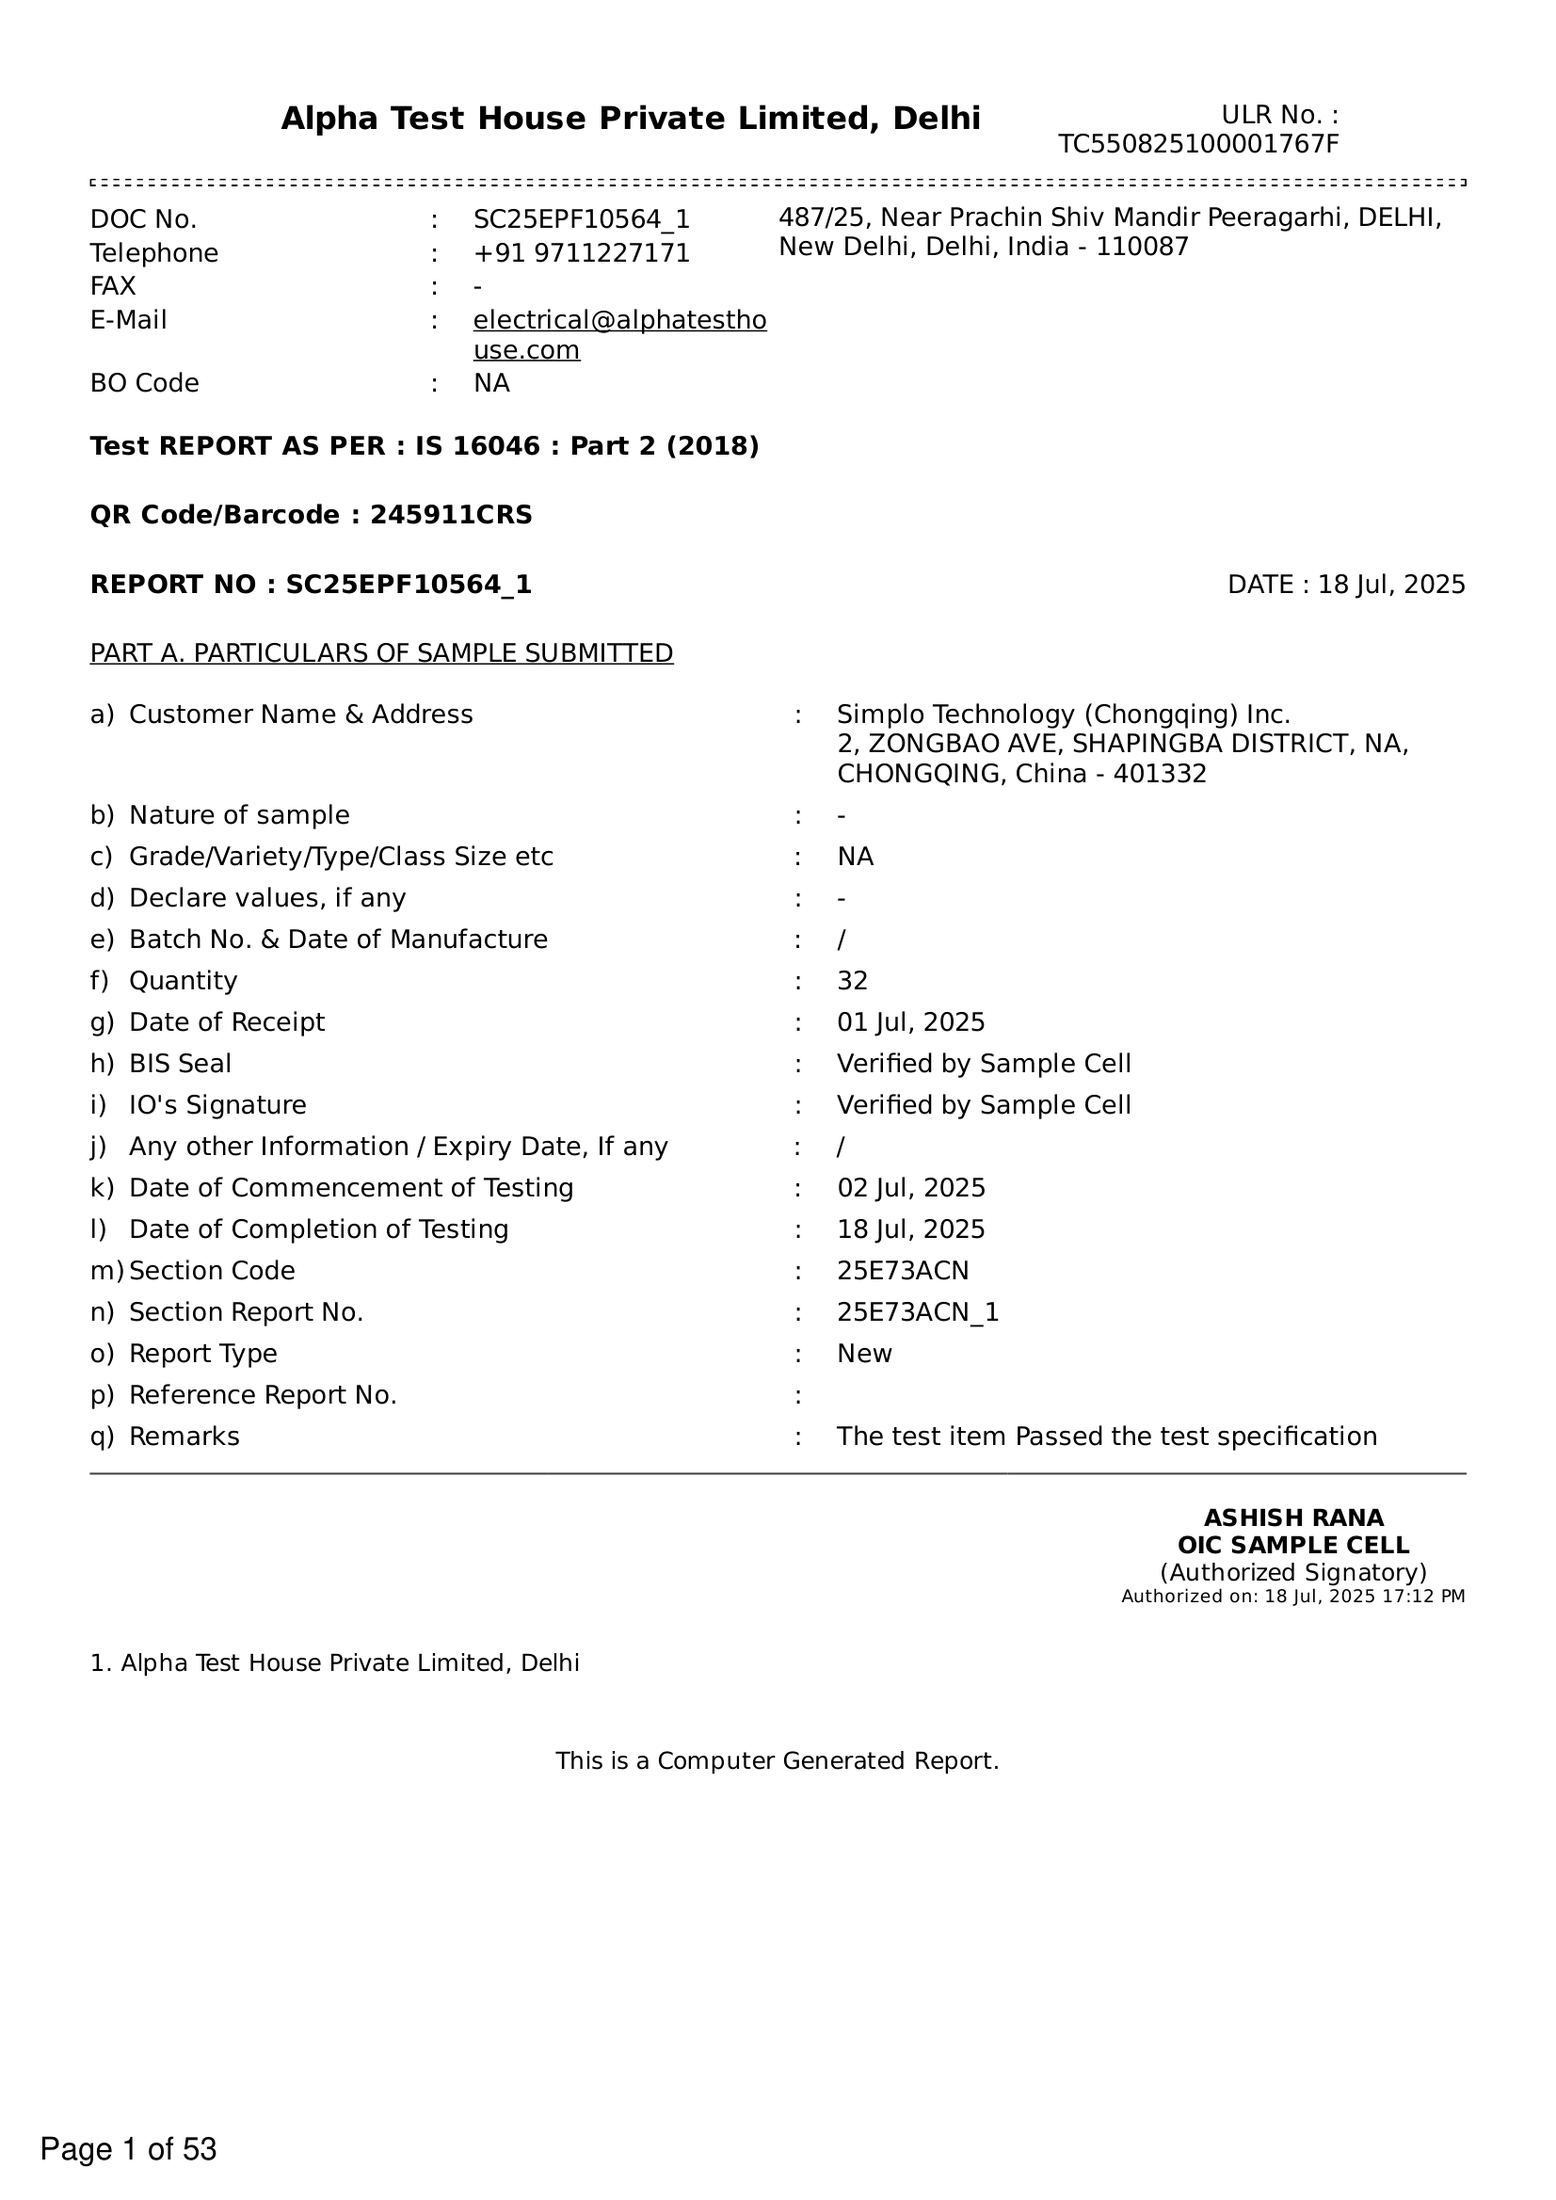 Alpha Test House Private Limited, Delhi
ULR No. :
TC550825100001767F
DOC No. : SC25EPF10564_1
487/25, Near Prachin Shiv Mandir Peeragarhi, DELHI,
New Delhi, Delhi, India - 110087
Telephone : +91 9711227171
FAX : -
E-Mail : electrical@alphatestho
use.com
BO Code : NA
Test REPORT AS PER : IS 16046 : Part 2 (2018)
QR Code/Barcode : 245911CRS
REPORT NO : SC25EPF10564_1
DATE : 18 Jul, 2025
PART A. PARTICULARS OF SAMPLE SUBMITTED
a) Customer Name & Address : Simplo Technology (Chongqing) Inc.
2, ZONGBAO AVE, SHAPINGBA DISTRICT, NA,
CHONGQING, China - 401332
b) Nature of sample : -
c) Grade/Variety/Type/Class Size etc : NA
d) Declare values, if any : -
e) Batch No. & Date of Manufacture : /
f) Quantity : 32
g) Date of Receipt : 01 Jul, 2025
h) BIS Seal : Verified by Sample Cell
i) IO's Signature : Verified by Sample Cell
j) Any other Information / Expiry Date, If any : /
k) Date of Commencement of Testing : 02 Jul, 2025
l) Date of Completion of Testing : 18 Jul, 2025
m) Section Code : 25E73ACN
n) Section Report No. : 25E73ACN_1
o) Report Type : New
p) Reference Report No. :
q) Remarks : The test item Passed the test specification
ASHISH RANA
OIC SAMPLE CELL
(Authorized Signatory)
Authorized on: 18 Jul, 2025 17:12 PM
1. Alpha Test House Private Limited, Delhi
This is a Computer Generated Report.
Page 1 of 53